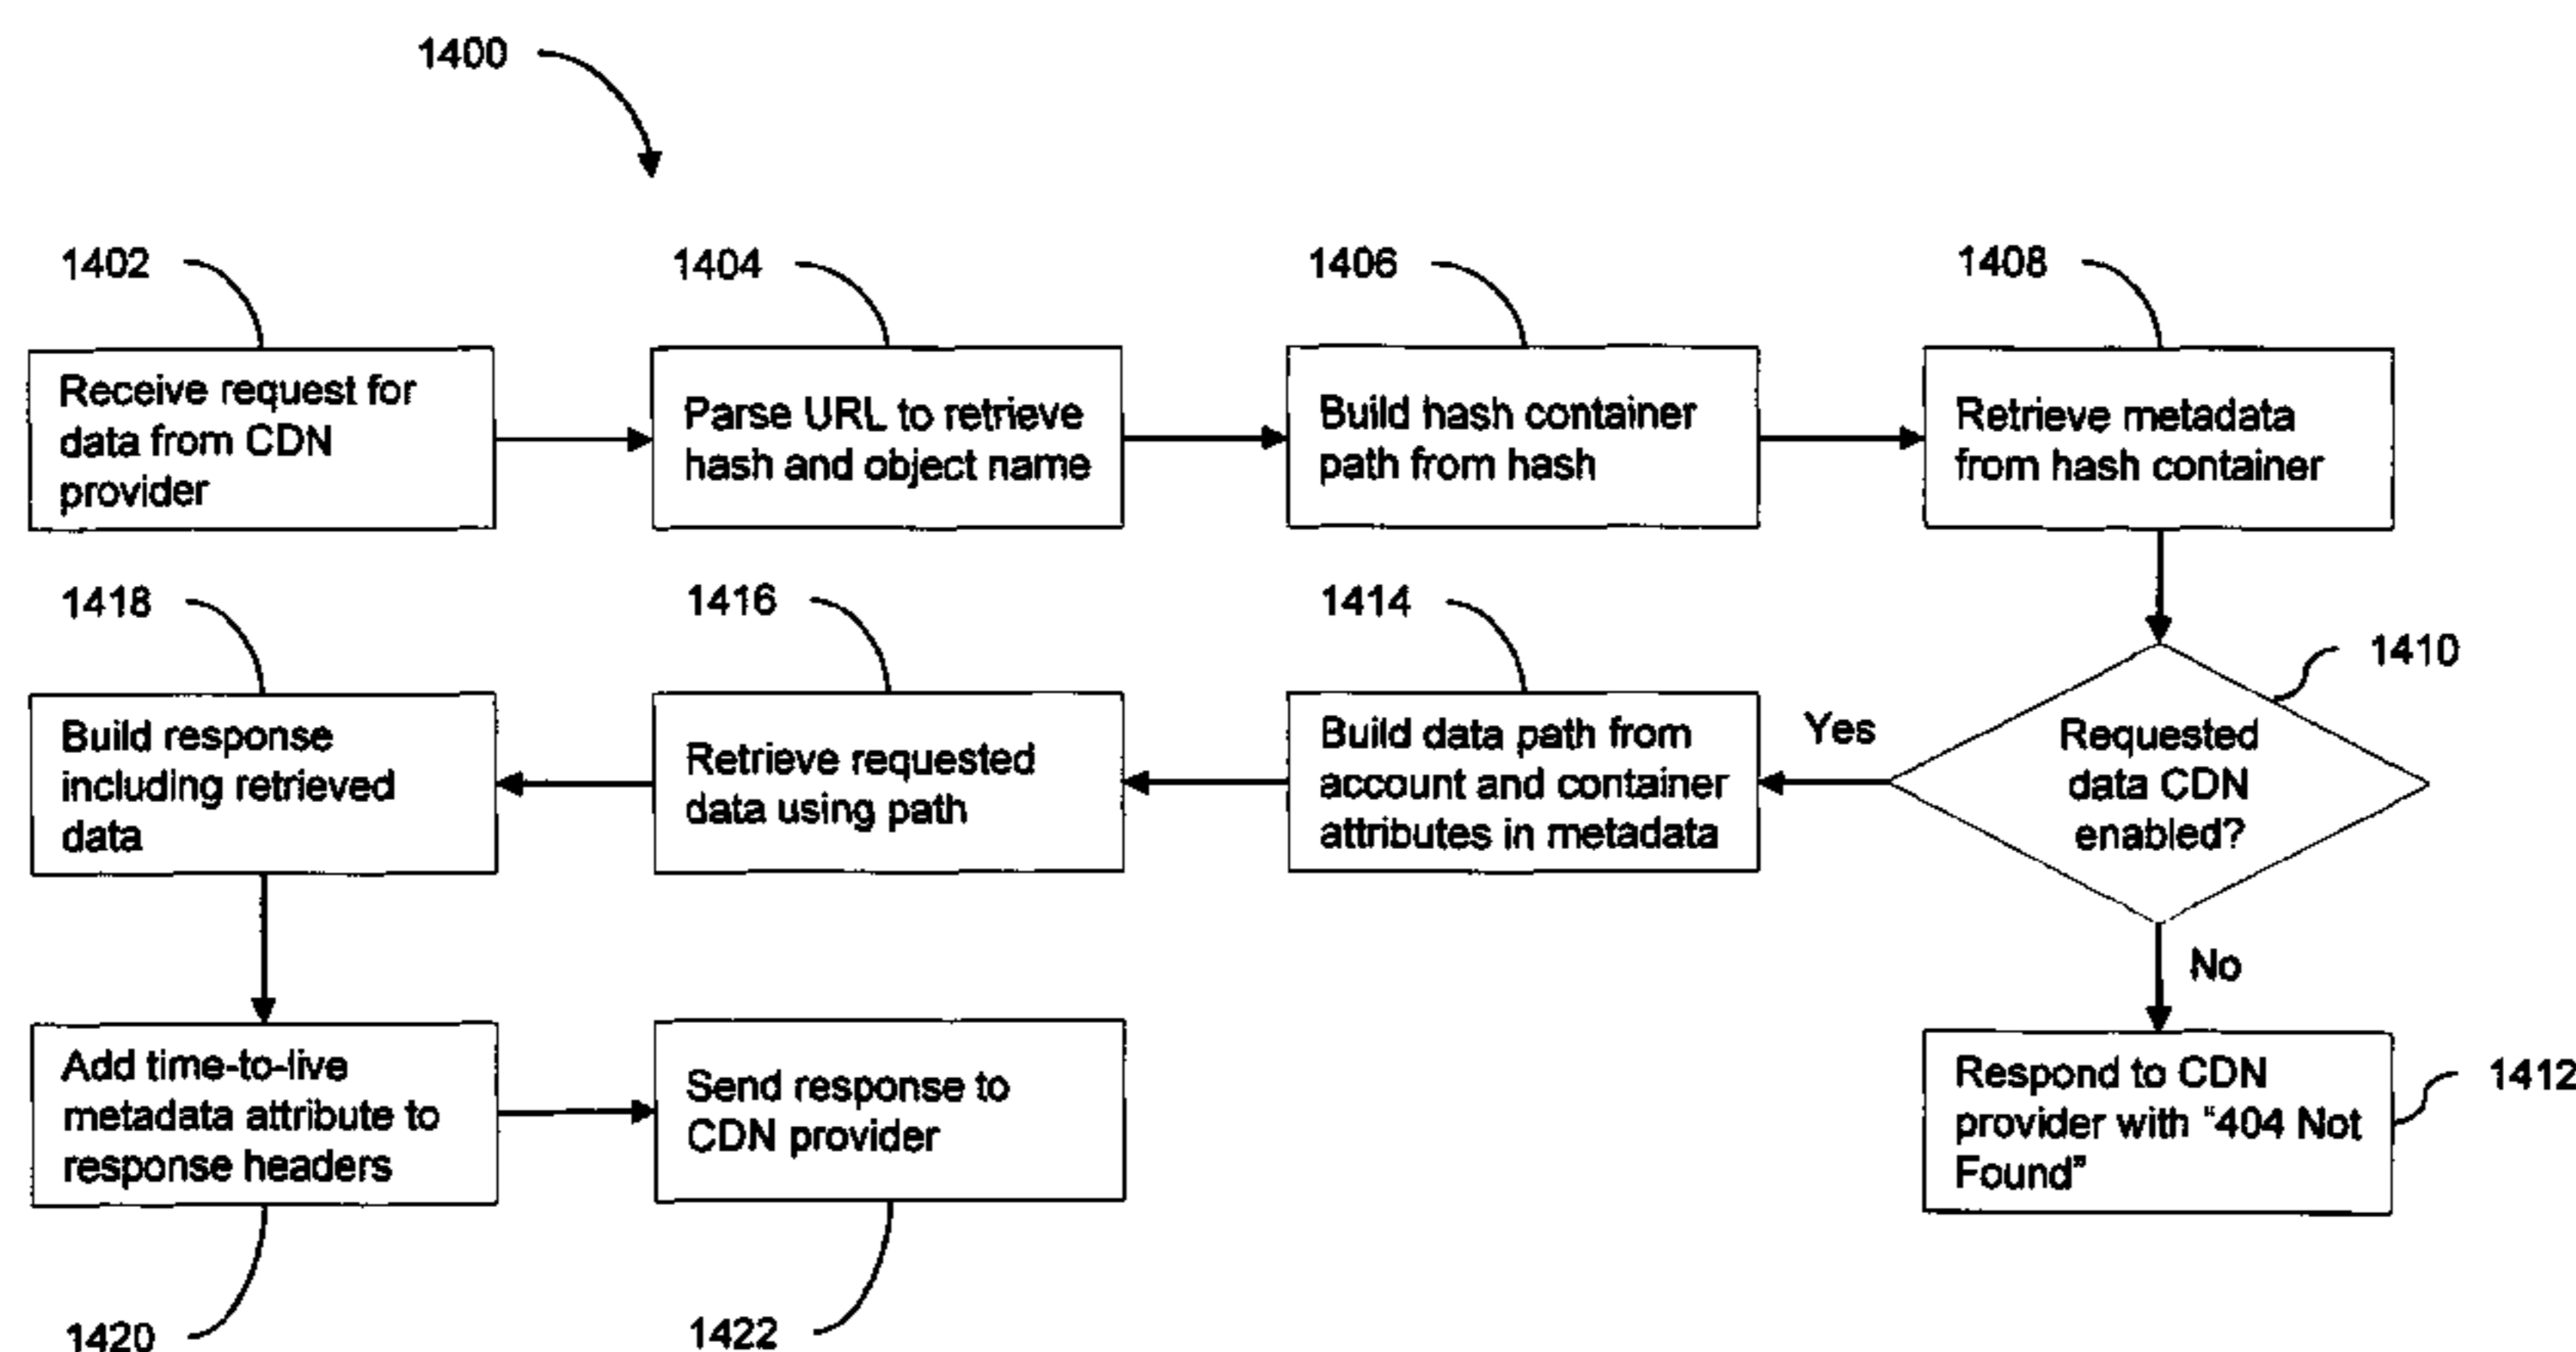 1400
1402
1404
1406
1408
Receive request for
data from CDN
provider
Parse URL to retrieve
hash and object name
Build hash container
path from hash
Retrieve metadata
from hash container
1418
1416
1414
1410
Build response
including retrieved
data
Retrieve requested
data using path
Build data path from
account and container
attributes in metadata
Yes
Requested
data CDN
enabled?
No
Add time-to-live
metadata attribute to
response headers
Send response to
CDN provider
Respond to CDN
provider with “404 Not
Found”
1412
1420
1422